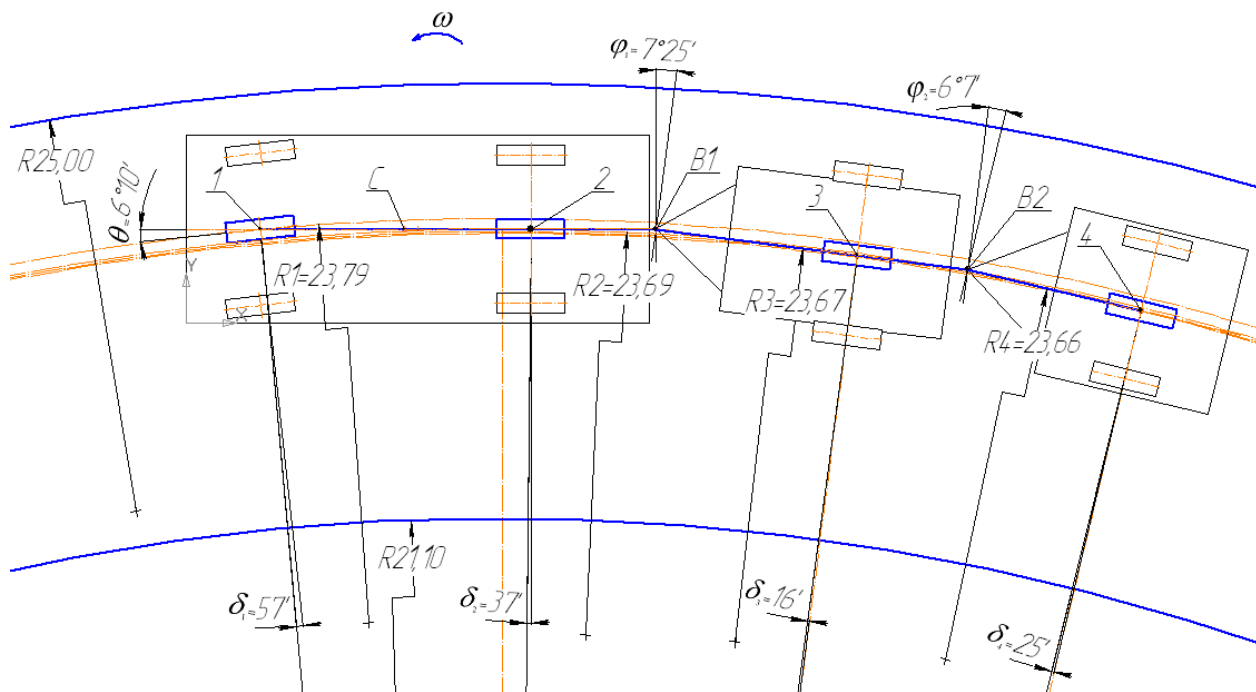 ω
φ₁=7°25'
φ₂=6°7'
R25,00
θ=6°10'
1
C
2
B1
3
B2
4
Y
X
R1=23,79
R2=23,69
R3=23,67
R4=23,66
R21,10
δ₁=57'
δ₂=37'
δ₃=16'
δ₄=25'